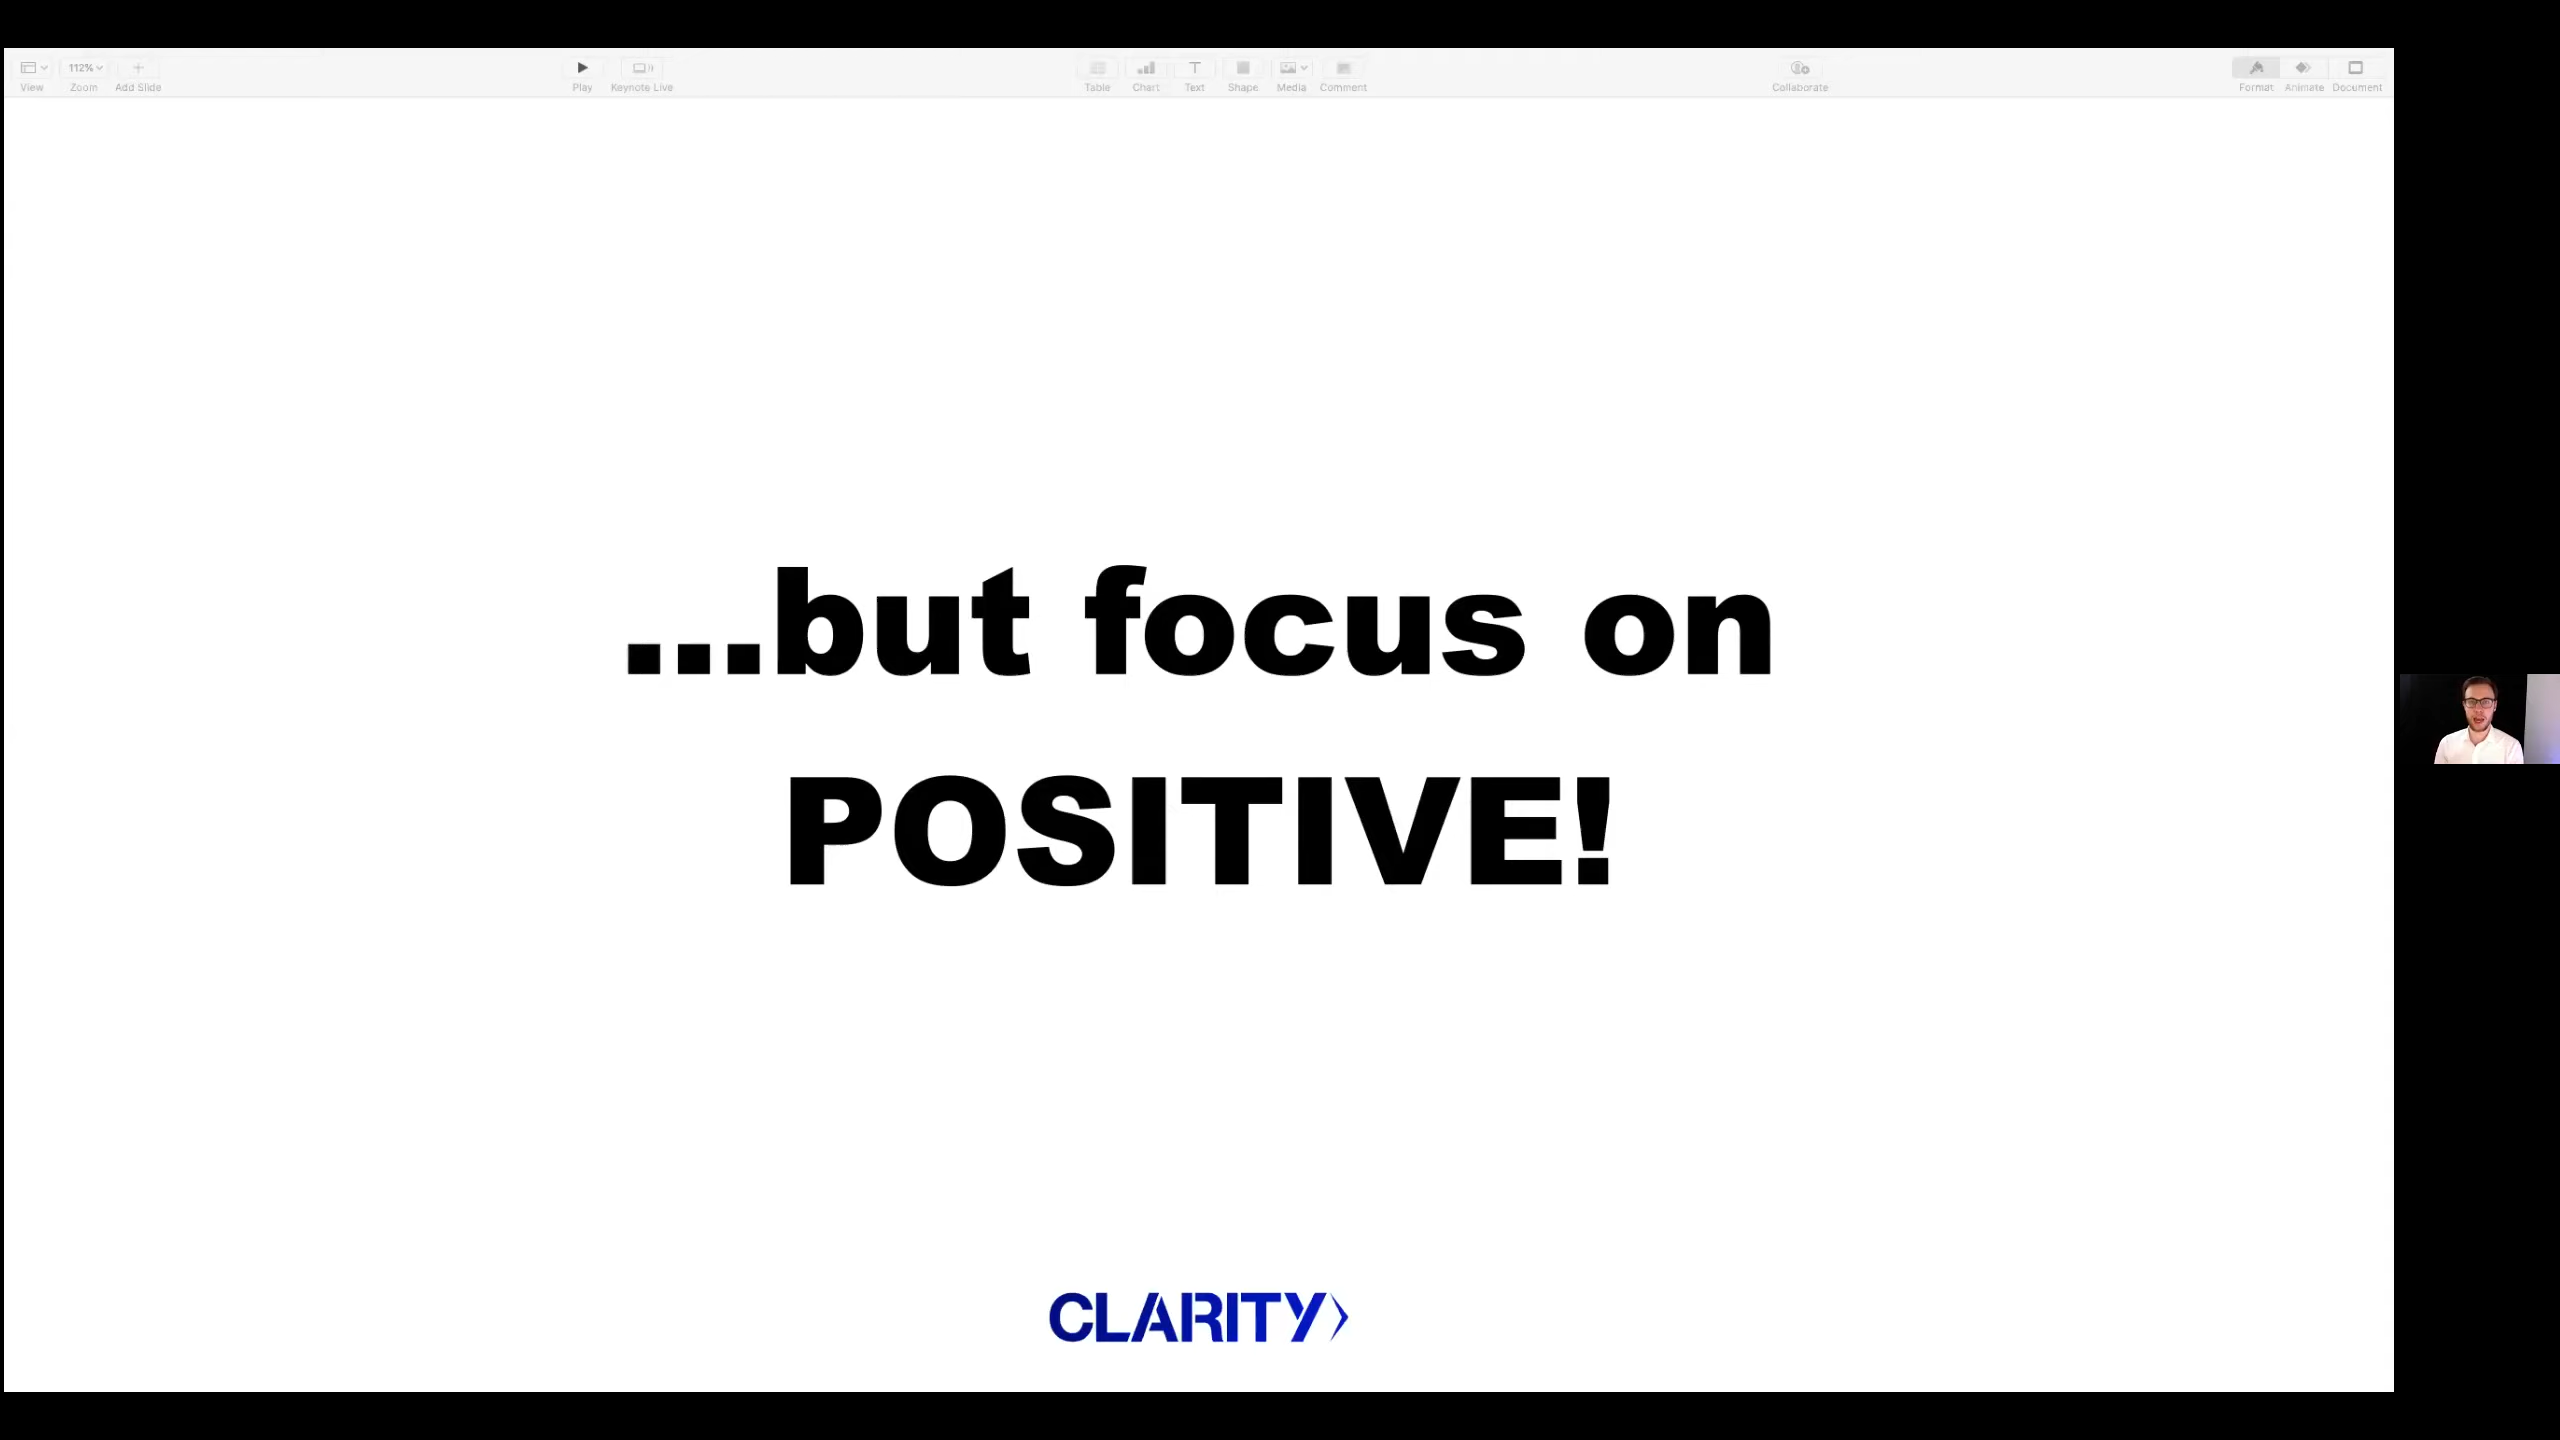 112%
View Zoom Add Slide Play Keynote Live Table Chart Text Shape Media Comment Collaborate Format Animate Document
...but focus on
POSITIVE!
CLARITY